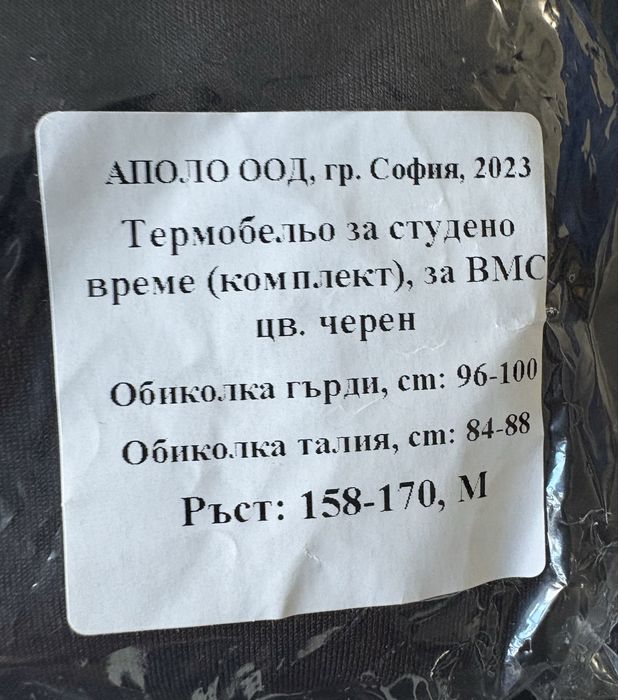 АПОЛО ООД, гр. София, 2023
Термобельо за студено
време (комплект), за ВМС
цв. черен
Обиколка гърди, cm: 96-100
Обиколка талия, cm: 84-88
Ръст: 158-170, М